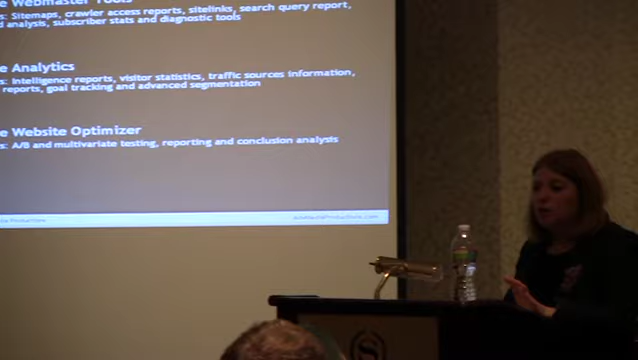 e Webmaster Tools
s: Sitemaps, crawler access reports, sitelinks, search query report,
d analysis, subscriber stats and diagnostic tools
e Analytics
s: Intelligence reports, visitor statistics, traffic sources information,
reports, goal tracking and advanced segmentation
e Website Optimizer
s: A/B and multivariate testing, reporting and conclusion analysis
S